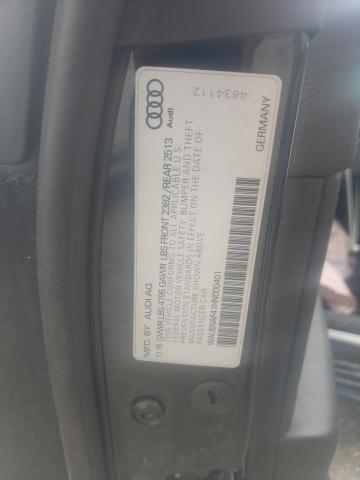 4634112
Audi
GERMANY
MFD. BY AUDI AG
11.15 GVWR LBS 4795 GAWR LBS FRONT 2392 / REAR 2513
THIS VEHICLE CONFORMS TO ALL APPLICABLE U S
FEDERAL MOTOR VEHICLE SAFETY, BUMPER AND THEFT
PREVENTION STANDARDS IN EFFECT ON THE DATE OF
MANUFACTURE SHOWN ABOVE
PASSENGER CAR
WAUENAF41HN000401